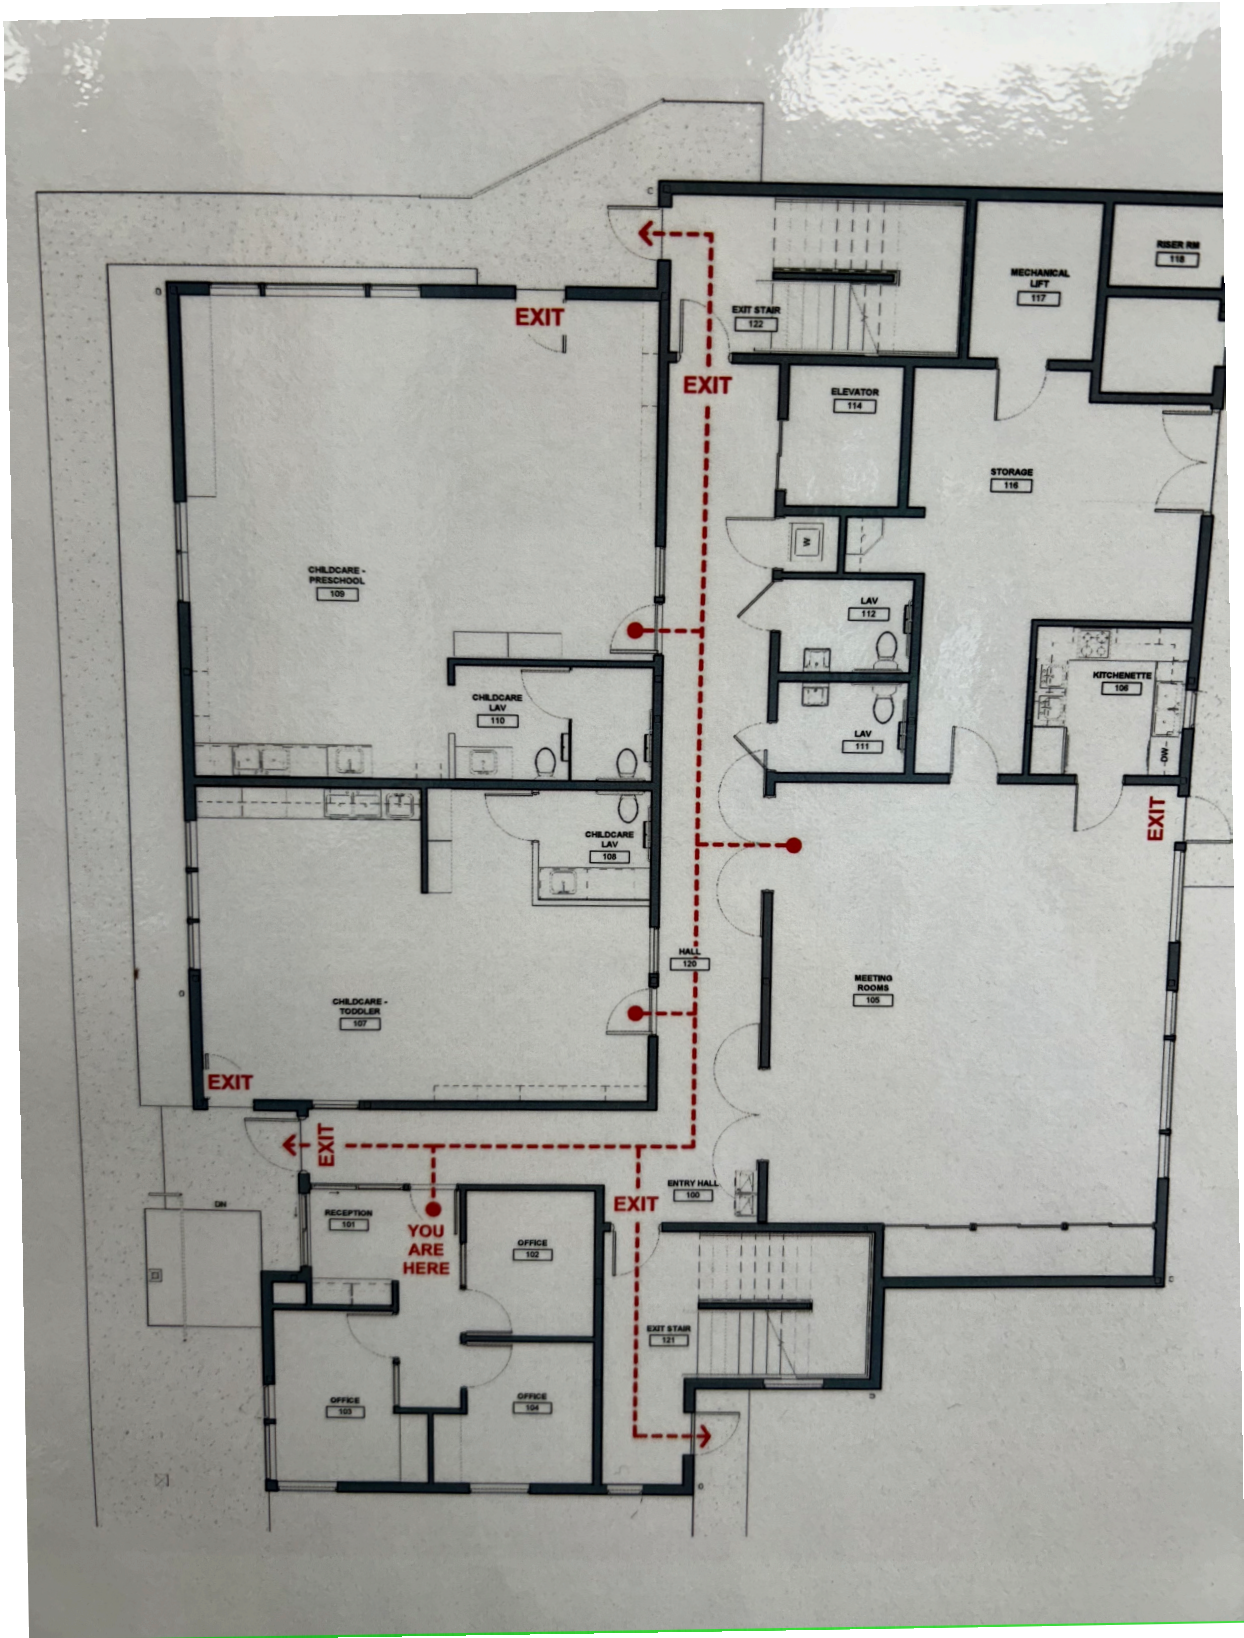 RISER RM
118
MECHANICAL
LIFT
117
EXIT
EXIT STAIR
122
EXIT
ELEVATOR
114
STORAGE
116
W
CHILDCARE -
PRESCHOOL
109
LAV
112
KITCHENETTE
106
CHILDCARE
LAV
110
LAV
111
DW
EXIT
CHILDCARE
LAV
108
HALL
120
MEETING
ROOMS
105
CHILDCARE -
TODDLER
107
EXIT
EXIT
ENTRY HALL
100
EXIT
RECEPTION
101
YOU
ARE
HERE
OFFICE
102
DN
EXIT STAIR
121
OFFICE
103
OFFICE
104